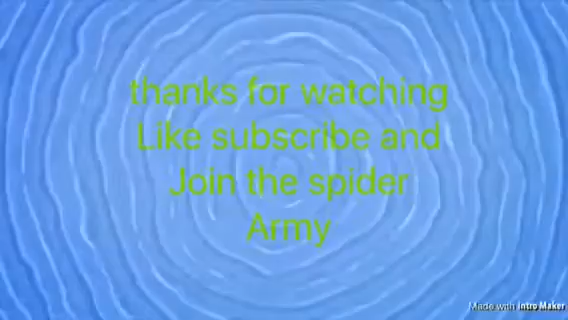 thanks for watching
Like subscribe and
Join the spider
Army
Made with Intro Maker